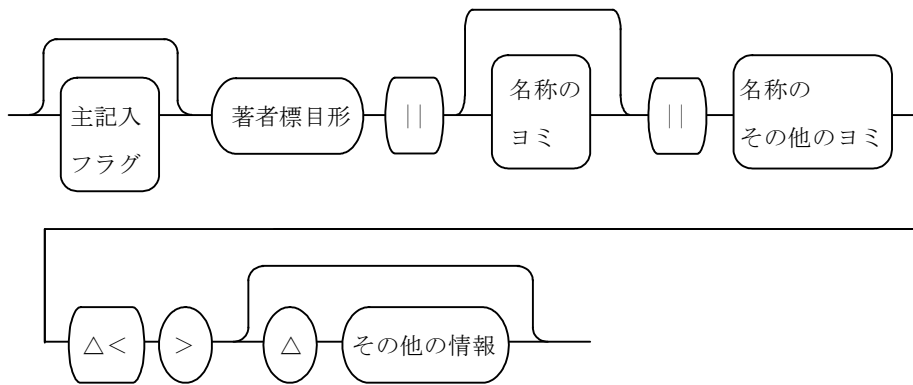 主記入
フラグ
著者標目形
||
名称の
ヨミ
||
名称の
その他のヨミ
△<
>
△
その他の情報